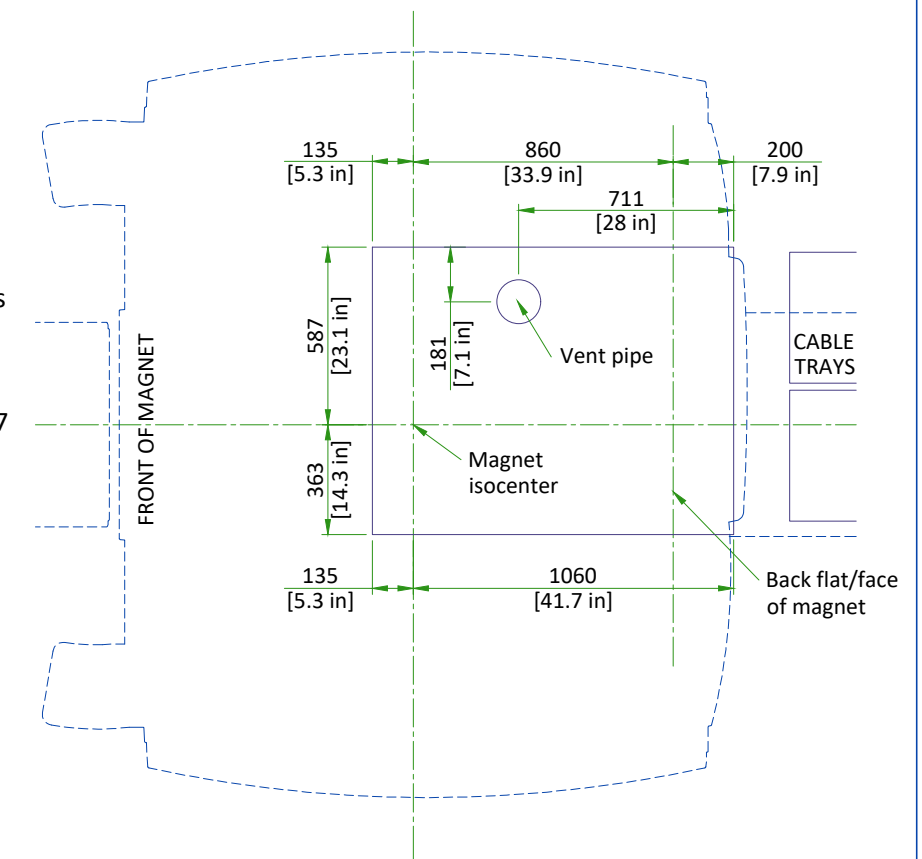 135
[5.3 in]
860
[33.9 in]
200
[7.9 in]
711
[28 in]
s
587
[23.1 in]
181
[7.1 in]
Vent pipe
CABLE
TRAYS
FRONT OF MAGNET
7
363
[14.3 in]
Magnet
isocenter
135
[5.3 in]
1060
[41.7 in]
Back flat/face
of magnet